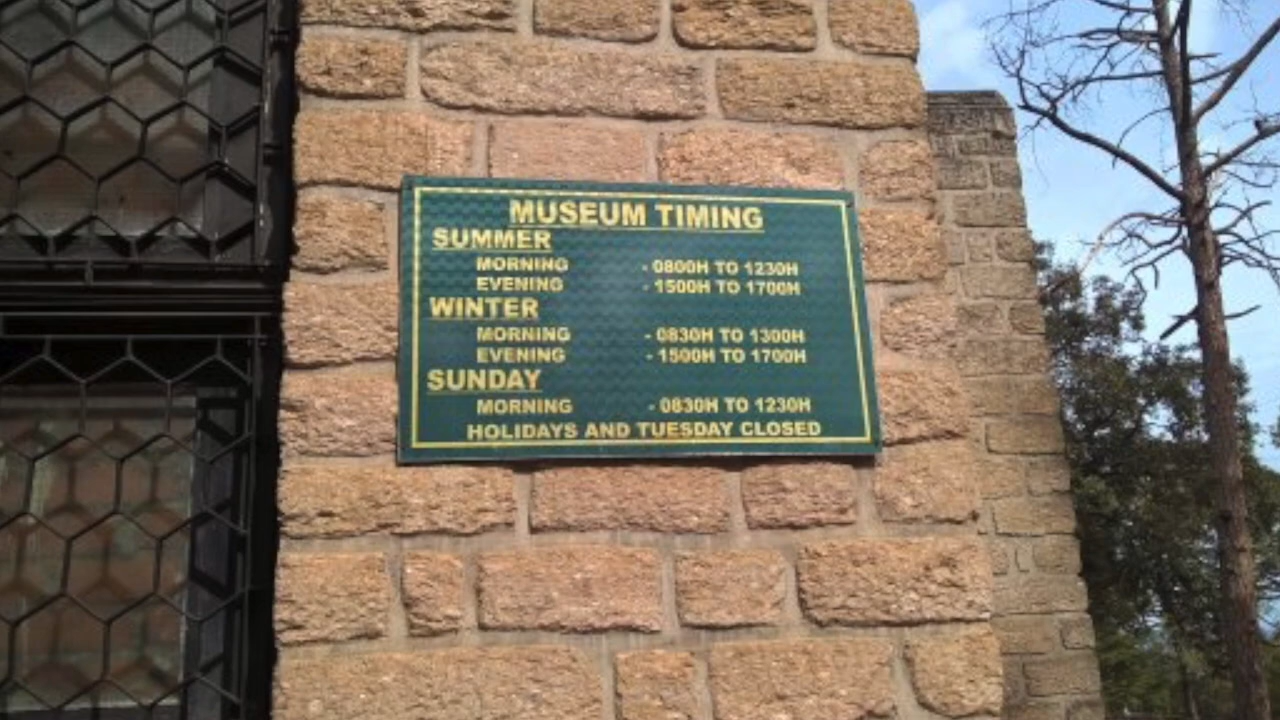 MUSEUM TIMING
SUMMER
MORNING - 0800H TO 1230H
EVENING - 1500H TO 1700H
WINTER
MORNING - 0830H TO 1300H
EVENING - 1500H TO 1700H
SUNDAY
MORNING - 0830H TO 1230H
HOLIDAYS AND TUESDAY CLOSED